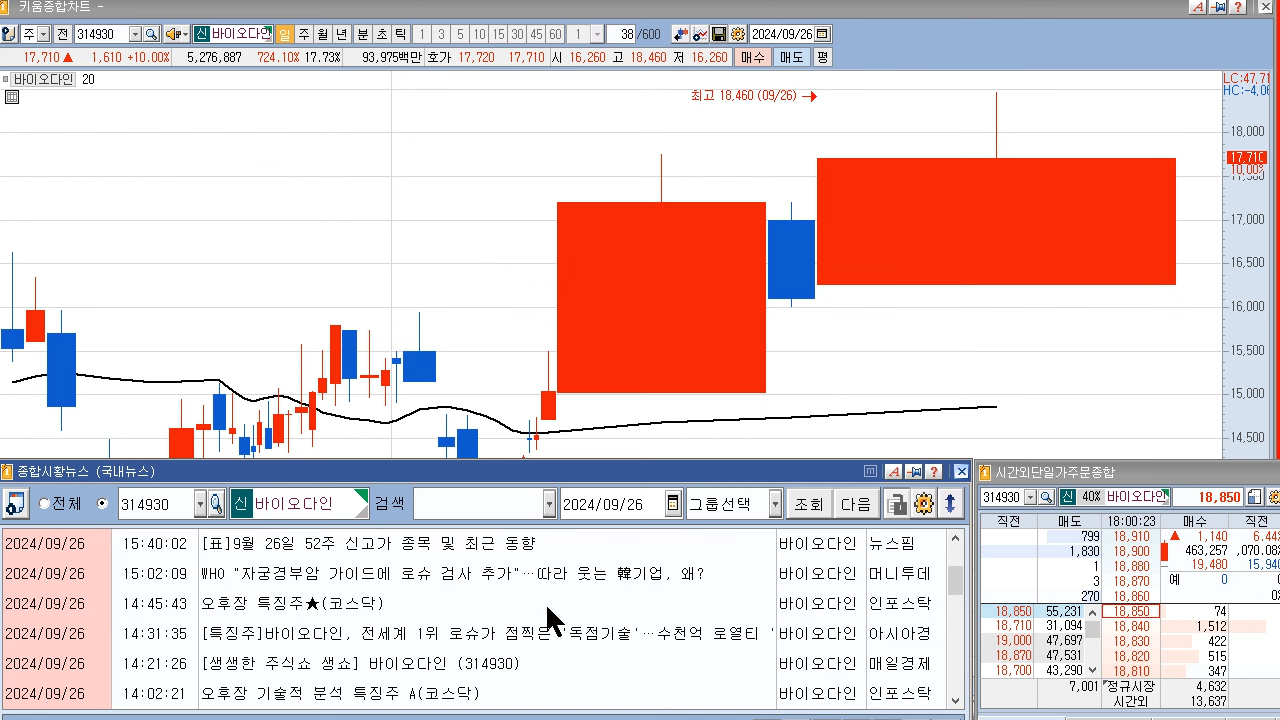 키움종합차트 -
주 전 314930 신 바이오다인 일 주 월 년 분 초 틱 1 3 5 10 15 30 45 60 1 38 /600 2024/09/26
17,710 ▲ 1,610 +10.00% 5,276,887 724.10% 17.73% 93,975백만 호가 17,720 17,710 시 16,260 고 18,460 저 16,260 매수 매도 평
바이오다인 20
LC:47.71
HC:-4.06
최고 18,460 (09/26) →
18,000
17,710
10.00%
17,500
17,000
16,500
16,000
15,500
15,000
14,500
종합시황뉴스 (국내뉴스)
전체 314930 신 바이오다인 검색 2024/09/26 그룹선택 조회 다음
2024/09/26 15:40:02 [표]9월 26일 52주 신고가 종목 및 최근 동향 바이오다인 뉴스핌
2024/09/26 15:02:09 WHO "자궁경부암 가이드에 로슈 검사 추가"…따라 웃는 韓기업, 왜? 바이오다인 머니투데
2024/09/26 14:45:43 오후장 특징주★(코스닥) 바이오다인 인포스탁
2024/09/26 14:31:35 [특징주]바이오다인, 전세계 1위 로슈가 점찍은 '독점기술'…수천억 로열티 ' 바이오다인 아시아경
2024/09/26 14:21:26 [생생한 주식쇼 생쇼] 바이오다인 (314930) 바이오다인 매일경제
2024/09/26 14:02:21 오후장 기술적 분석 특징주 A(코스닥) 바이오다인 인포스탁
시간외단일가주문종합
314930 신 40% 바이오다인 18,850
직전 매도 18:00:23 매수 직전
799 18,910 ▲ 1,140 6.44
1,830 18,900 463,257 ,070.08
1 18,880 19,480 15,940
3 18,870 예 0 0
270 18,860
18,850 55,231 18,850 74
18,710 31,094 18,840 1,512
19,000 47,697 18,830 422
18,870 47,531 18,820 515
18,700 43,290 18,810 347
7,001 정규시장 4,632
시간외 13,637